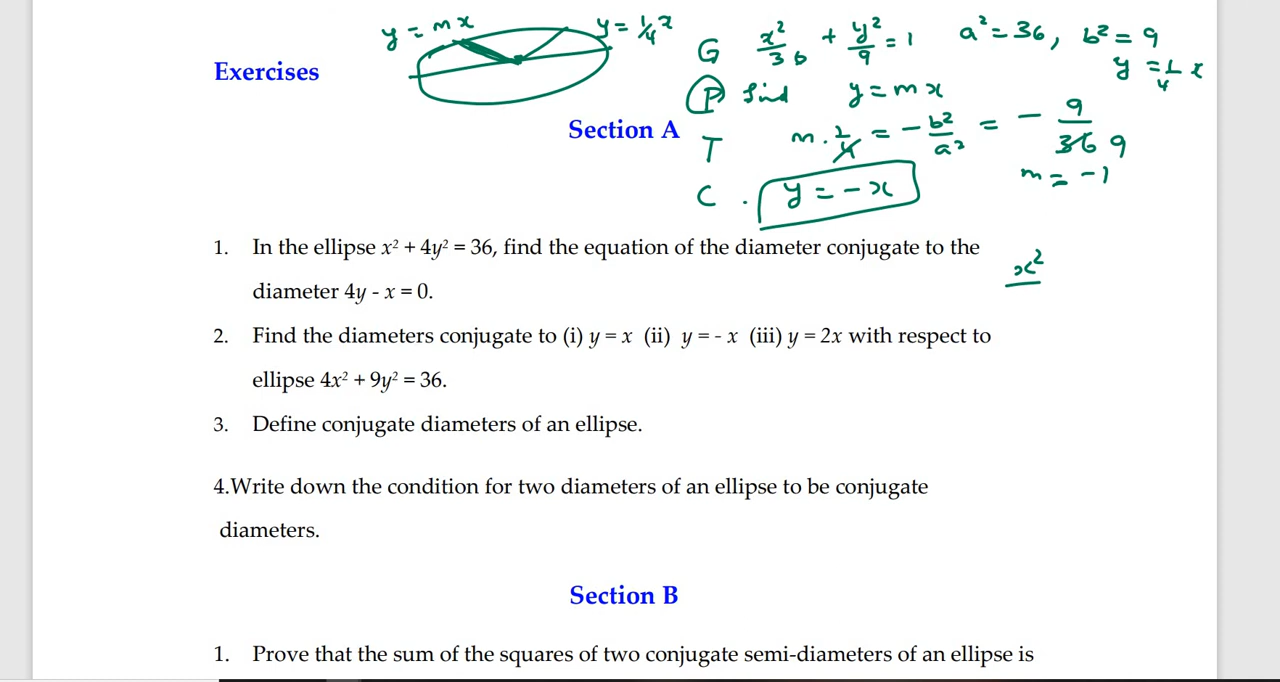 y = mx
y = 1/4 x
G x²/36 + y²/9 = 1 a² = 36, b² = 9
y = 1/4 x
Exercises
P find y = mx
Section A
T m · 1/4 = - b²/a² = - 9/36 9
m = -1
C . y = -x
1. In the ellipse x² + 4y² = 36, find the equation of the diameter conjugate to the
x²
diameter 4y - x = 0.
2. Find the diameters conjugate to (i) y = x (ii) y = - x (iii) y = 2x with respect to
ellipse 4x² + 9y² = 36.
3. Define conjugate diameters of an ellipse.
4.Write down the condition for two diameters of an ellipse to be conjugate
diameters.
Section B
1. Prove that the sum of the squares of two conjugate semi-diameters of an ellipse is